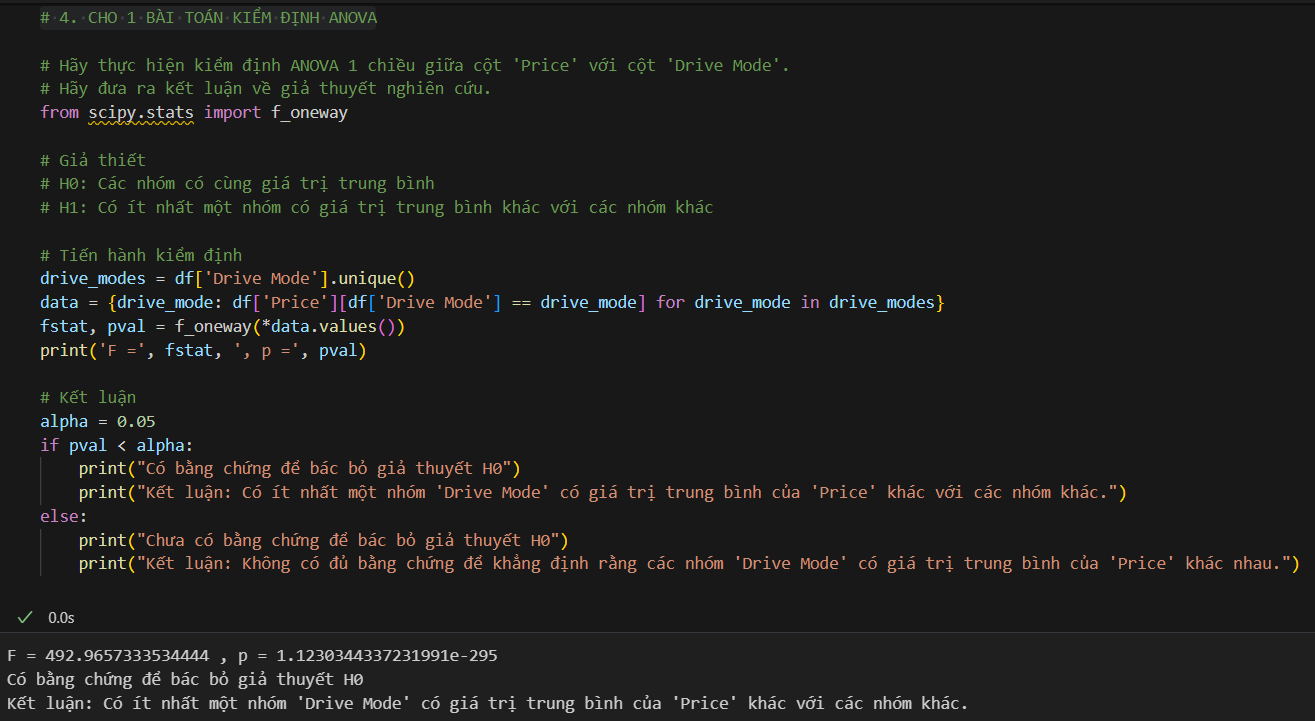 # 4. CHO 1 BÀI TOÁN KIỂM ĐỊNH ANOVA
# Hãy thực hiện kiểm định ANOVA 1 chiều giữa cột 'Price' với cột 'Drive Mode'.
# Hãy đưa ra kết luận về giả thuyết nghiên cứu.
from scipy.stats import f_oneway
# Giả thiết
# H0: Các nhóm có cùng giá trị trung bình
# H1: Có ít nhất một nhóm có giá trị trung bình khác với các nhóm khác
# Tiến hành kiểm định
drive_modes = df['Drive Mode'].unique()
data = {drive_mode: df['Price'][df['Drive Mode'] == drive_mode] for drive_mode in drive_modes}
fstat, pval = f_oneway(*data.values())
print('F =', fstat, ', p =', pval)
# Kết luận
alpha = 0.05
if pval < alpha:
    print("Có bằng chứng để bác bỏ giả thuyết H0")
    print("Kết luận: Có ít nhất một nhóm 'Drive Mode' có giá trị trung bình của 'Price' khác với các nhóm khác.")
else:
    print("Chưa có bằng chứng để bác bỏ giả thuyết H0")
    print("Kết luận: Không có đủ bằng chứng để khẳng định rằng các nhóm 'Drive Mode' có giá trị trung bình của 'Price' khác nhau.")
0.0s
F = 492.9657333534444 , p = 1.1230344337231991e-295
Có bằng chứng để bác bỏ giả thuyết H0
Kết luận: Có ít nhất một nhóm 'Drive Mode' có giá trị trung bình của 'Price' khác với các nhóm khác.